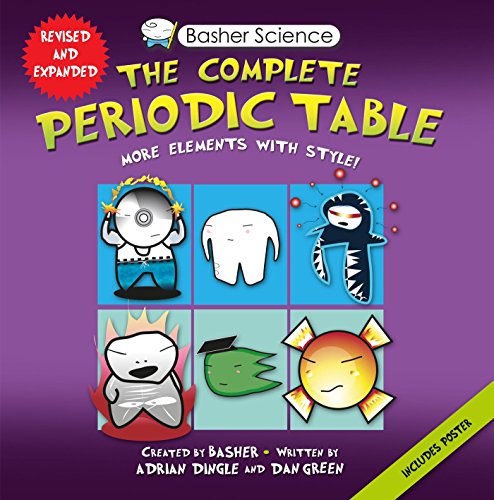 REVISED
AND
EXPANDED
Basher Science
THE COMPLETE
PERIODIC TABLE
MORE ELEMENTS WITH STYLE!
CREATED BY BASHER • WRITTEN BY
ADRIAN DINGLE AND DAN GREEN
INCLUDES POSTER